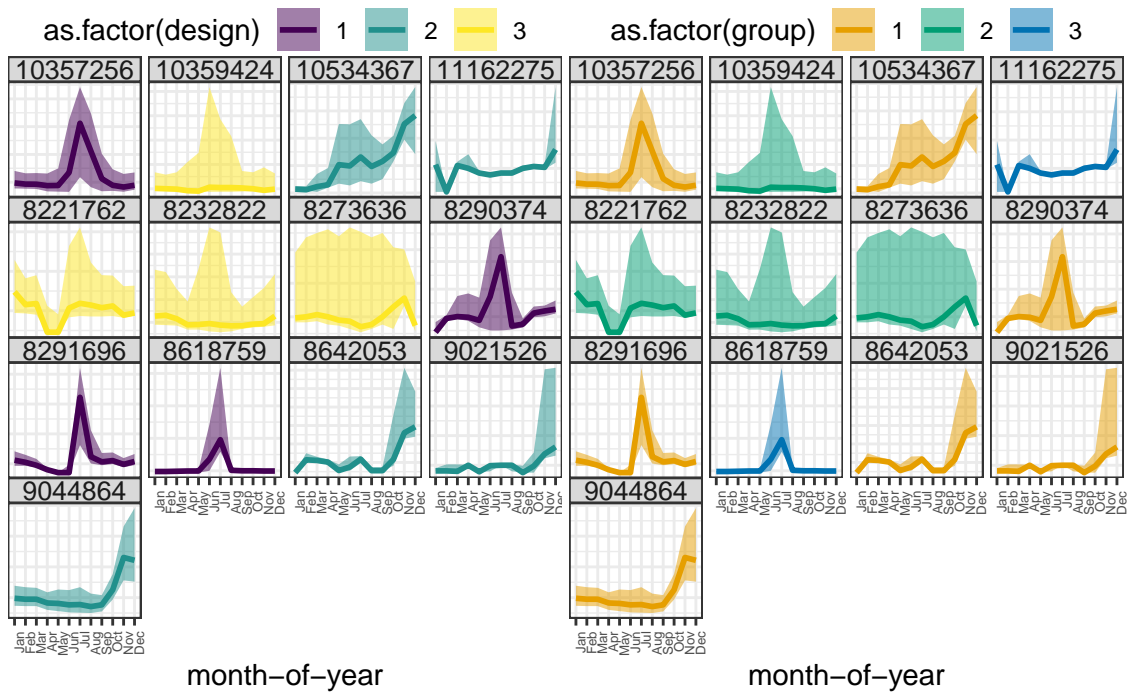 as.factor(design) 1 2 3 as.factor(group) 1 2 3
10357256 10359424 10534367 11162275 10357256 10359424 10534367 11162275
8221762 8232822 8273636 8290374 8221762 8232822 8273636 8290374
8291696 8618759 8642053 9021526 8291696 8618759 8642053 9021526
Jan Feb Mar Apr May Jun Jul Aug Sep Oct Nov Dec Jan Feb Mar Apr May Jun Jul Aug Sep Oct Nov Dec Jan Feb Mar Apr May Jun Jul Aug Sep Oct Nov Dec Jan Feb Mar Apr May Jun Jul Aug Sep Oct Nov Dec Jan Feb Mar Apr May Jun Jul Aug Sep Oct Nov Dec Jan Feb Mar Apr May Jun Jul Aug Sep Oct Nov Dec
9044864 9044864
Jan Feb Mar Apr May Jun Jul Aug Sep Oct Nov Dec Jan Feb Mar Apr May Jun Jul Aug Sep Oct Nov Dec
month−of−year month−of−year